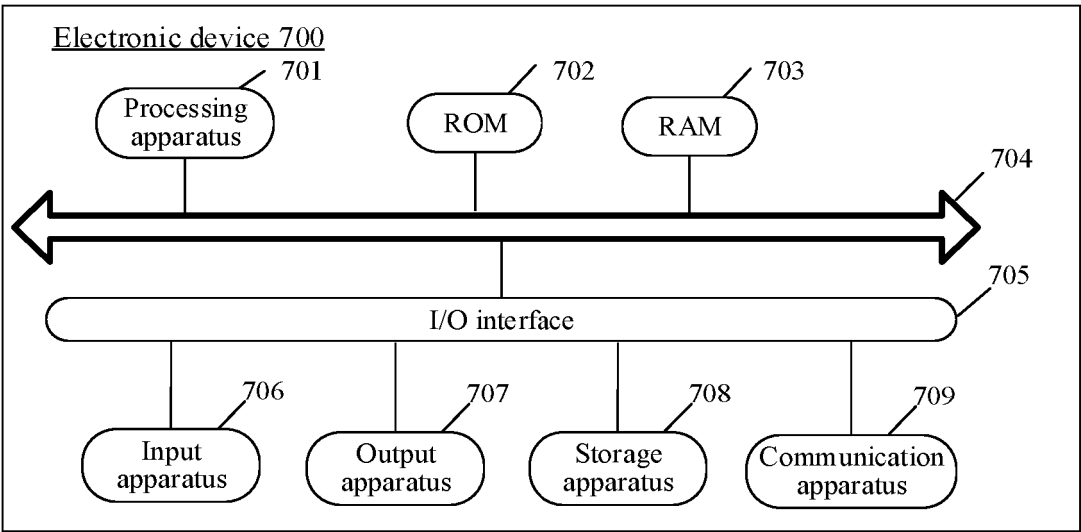 Electronic device 700
701
702
703
Processing
apparatus
ROM
RAM
704
705
I/O interface
706
707
708
709
Input
apparatus
Output
apparatus
Storage
apparatus
Communication
apparatus